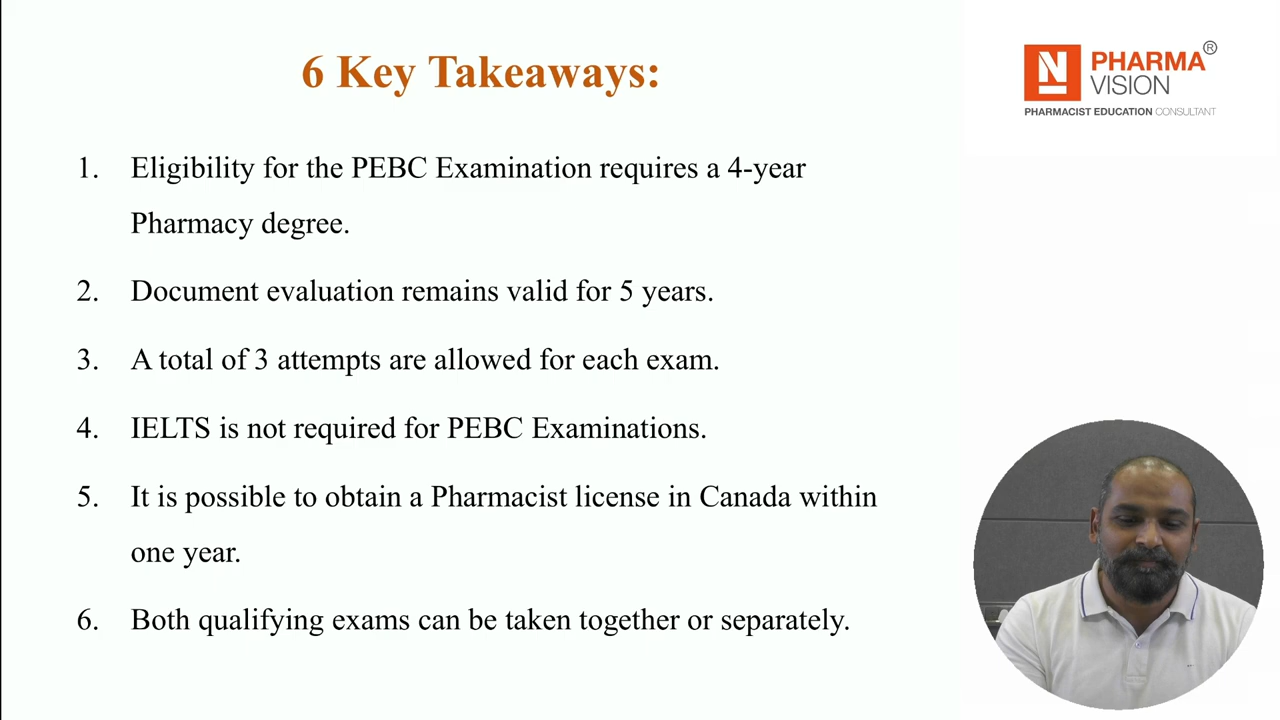 6 Key Takeaways:
N PHARMA VISION ®
PHARMACIST EDUCATION CONSULTANT
1. Eligibility for the PEBC Examination requires a 4-year
Pharmacy degree.
2. Document evaluation remains valid for 5 years.
3. A total of 3 attempts are allowed for each exam.
4. IELTS is not required for PEBC Examinations.
5. It is possible to obtain a Pharmacist license in Canada within
one year.
6. Both qualifying exams can be taken together or separately.